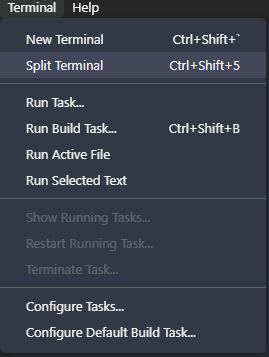 Terminal Help
New Terminal Ctrl+Shift+`
Split Terminal Ctrl+Shift+5
Run Task...
Run Build Task... Ctrl+Shift+B
Run Active File
Run Selected Text
Show Running Tasks...
Restart Running Task...
Terminate Task...
Configure Tasks...
Configure Default Build Task...